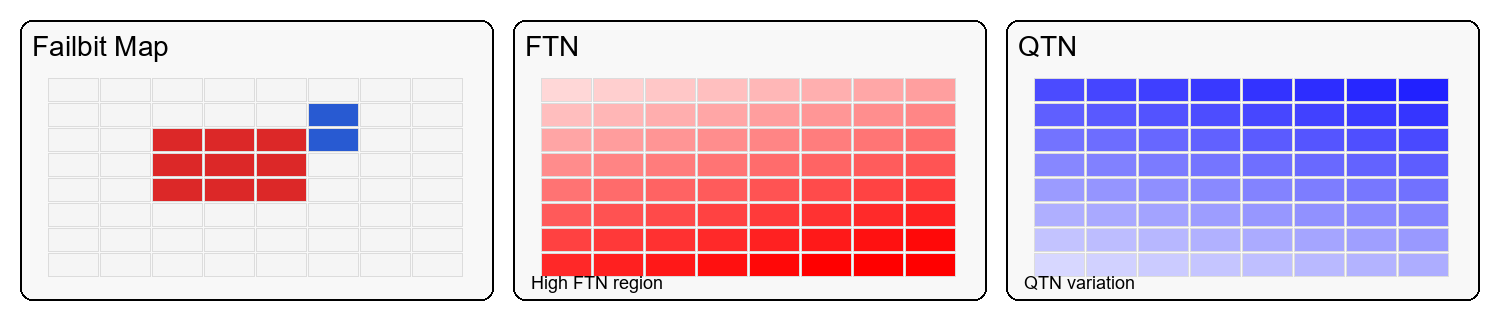 Failbit Map
FTN
QTN
High FTN region
QTN variation